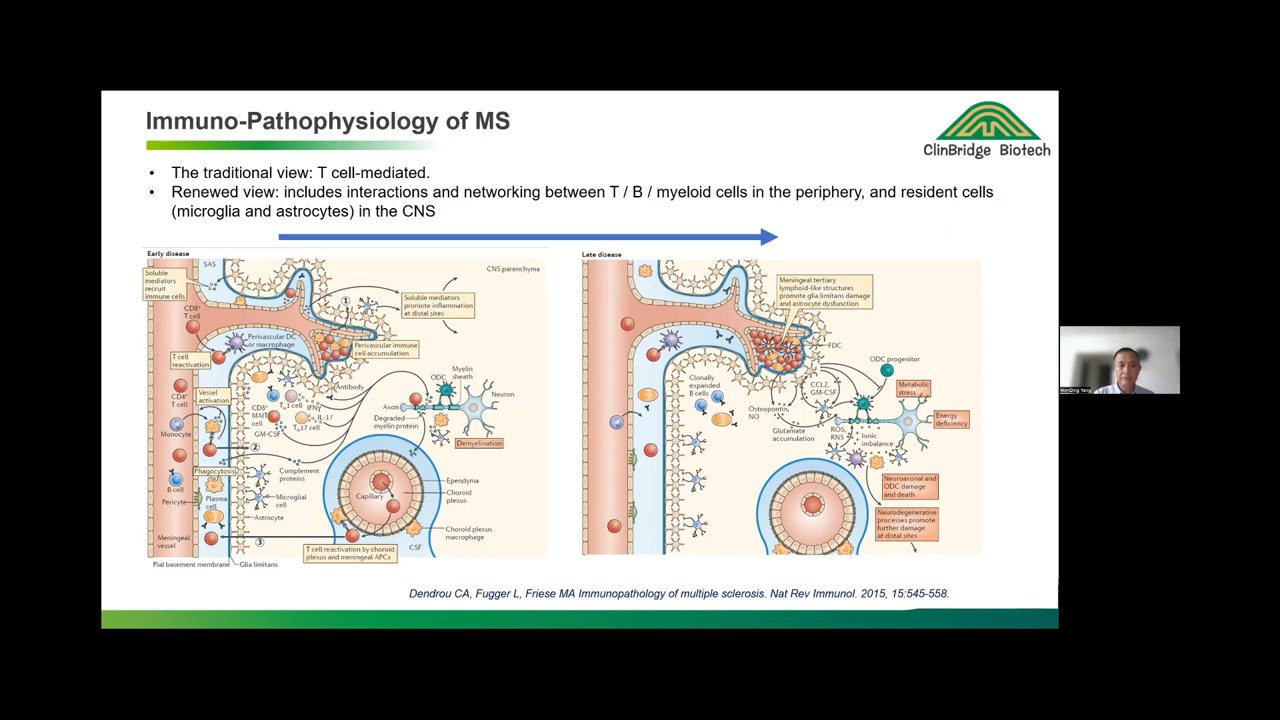 Immuno-Pathophysiology of MS
ClinBridge Biotech
• The traditional view: T cell-mediated.
• Renewed view: includes interactions and networking between T / B / myeloid cells in the periphery, and resident cells
(microglia and astrocytes) in the CNS
Early disease
SAS
Soluble
mediators
recruit
immune cells
CD8+
T cell
Perivascular DC
or macrophage
T cell
reactivation
1
Soluble mediators
promote inflammation
at distal sites
CNS parenchyma
Perivascular immune
cell accumulation
CD4+
T cell
Vessel
activation
Monocyte
Phagocytosis
B cell
Plasma
cell
Pericyte
Meningeal
vessel
Pial basement membrane
Glia limitans
Antibody
CD8+
MAIT
cell
TH1 cell
IFNγ
IL-17
TH17 cell
GM-CSF
2
Complement
proteins
Microglial
cell
Astrocyte
3
ODC
Myelin
sheath
Neuron
Axon
Degraded
myelin protein
Demyelination
Capillary
Ependyma
Choroid
plexus
Choroid plexus
macrophage
CSF
T cell reactivation by choroid
plexus and meningeal APCs
Late disease
Meningeal tertiary
lymphoid-like structures
promote glia limitans damage
and astrocyte dysfunction
FDC
ODC progenitor
Clonally
expanded
B cells
CCL2,
GM-CSF
Metabolic
stress
Osteopontin,
NO
Glutamate
accumulation
ROS,
RNS
Ionic
imbalance
Energy
deficiency
Neuroaxonal and
ODC damage
and death
Neurodegenerative
processes promote
further damage
at distal sites
Dendrou CA, Fugger L, Friese MA Immunopathology of multiple sclerosis. Nat Rev Immunol. 2015, 15:545-558.